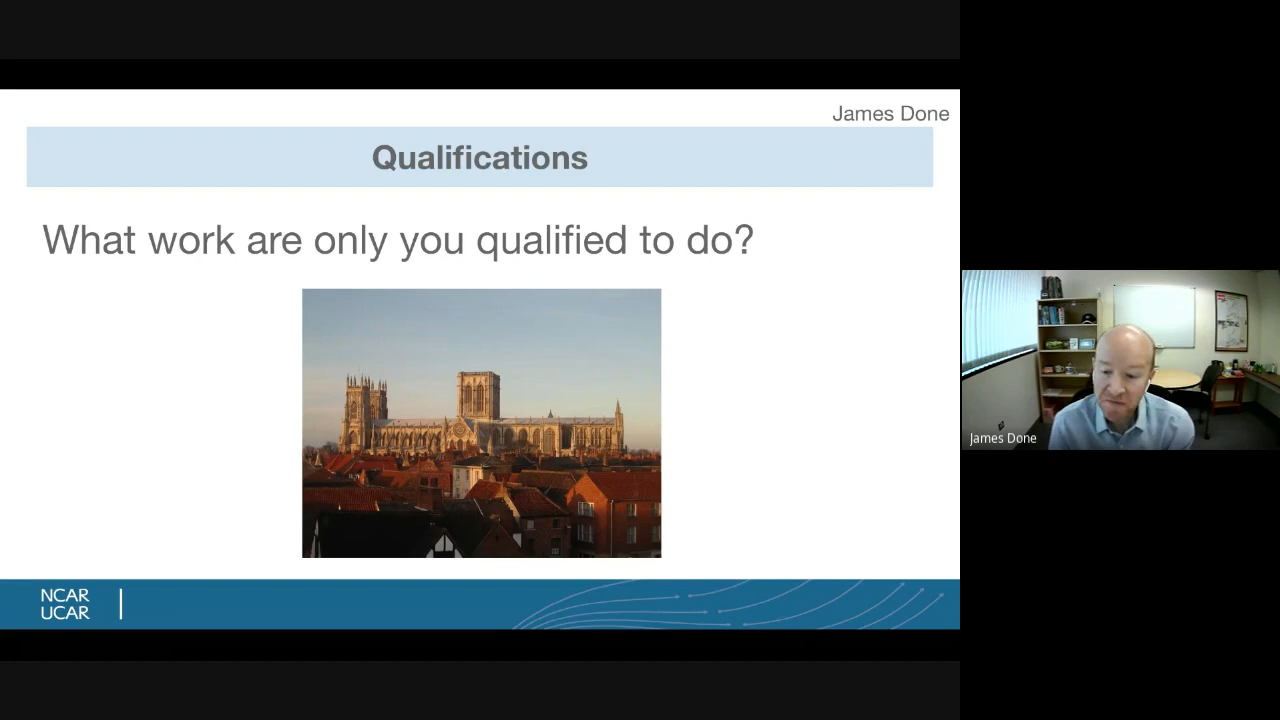 James Done
Qualifications
What work are only you qualified to do?
NCAR
UCAR
James Done